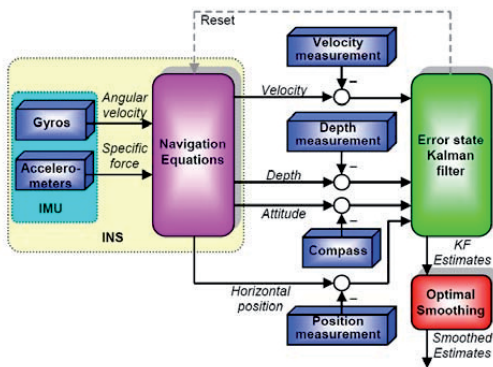 Reset
Velocity
measurement
Angular
velocity
Velocity
Gyros
Depth
measurement
Navigation
Equations
Error state
Kalman
filter
Specific
force
Accelero-
meters
Depth
IMU
Attitude
INS
Compass
KF
Estimates
Horizontal
position
Optimal
Smoothing
Position
measurement
Smoothed
Estimates